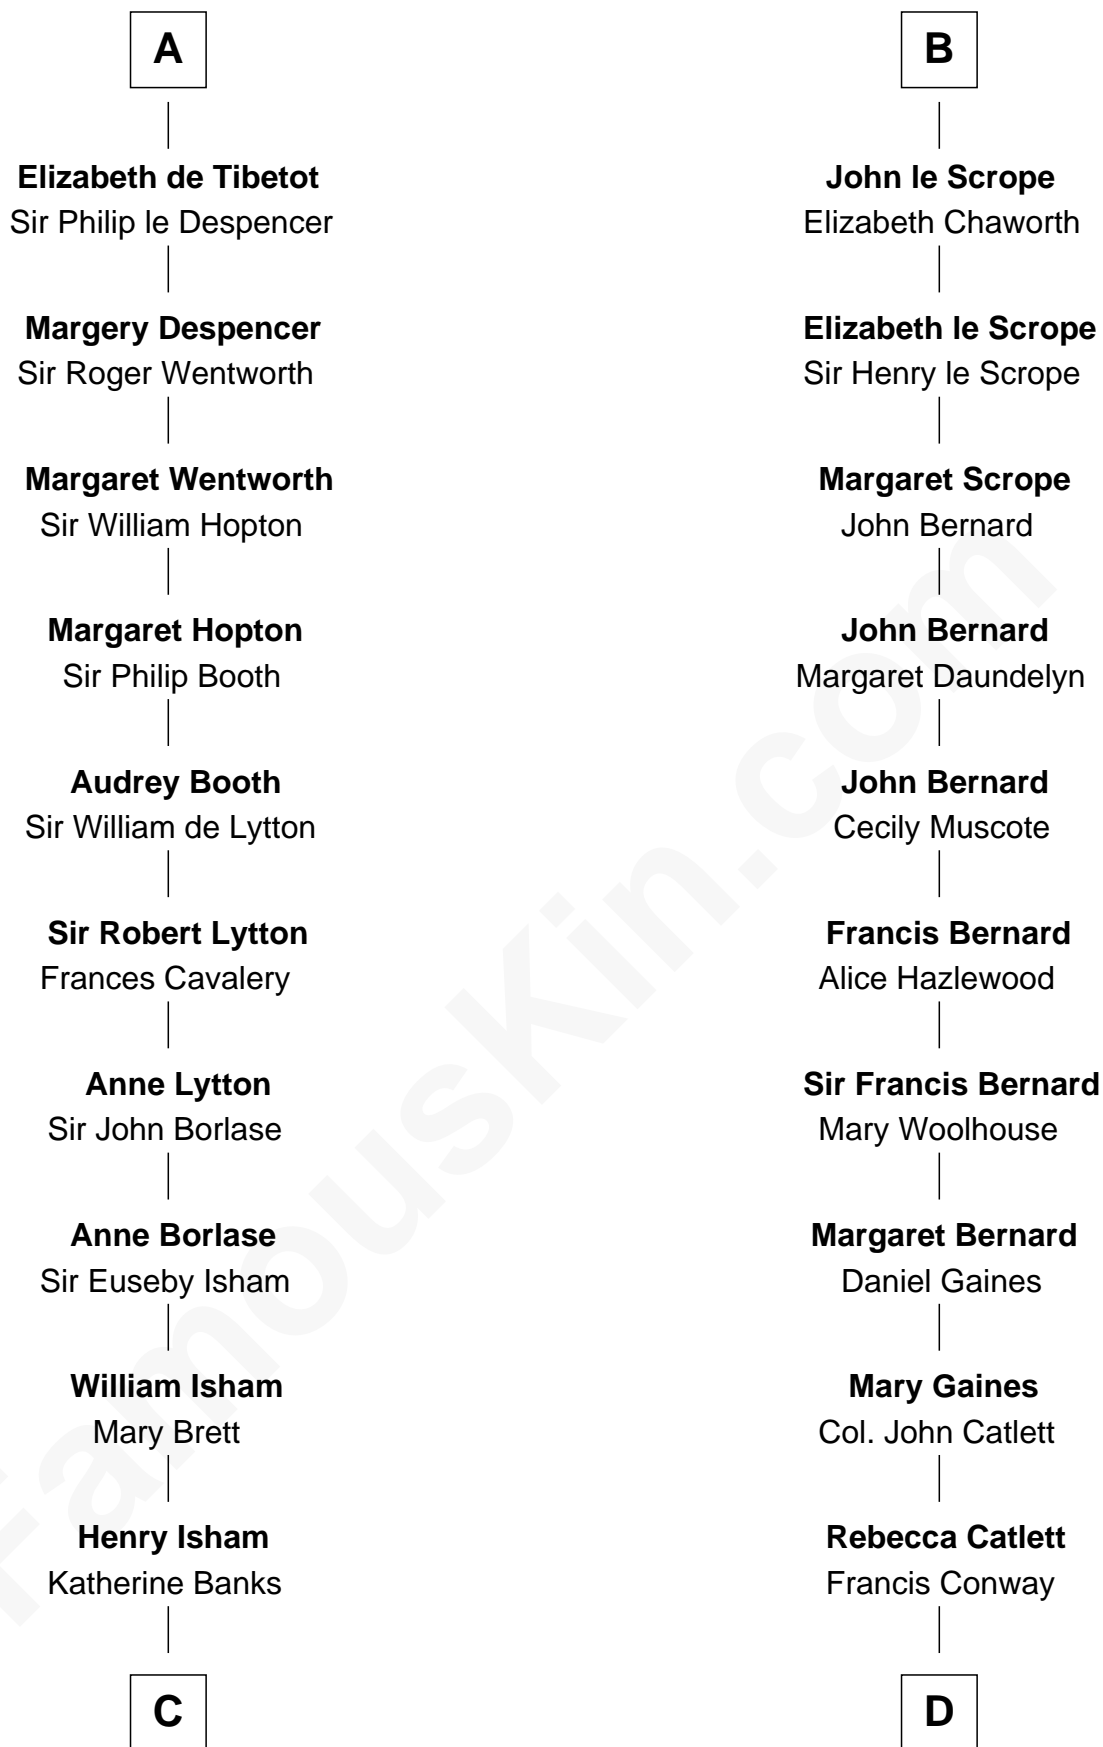 A
Elizabeth de Tibetot
Sir Philip le Despencer
Margery Despencer
Sir Roger Wentworth
Margaret Wentworth
Sir William Hopton
Margaret Hopton
Sir Philip Booth
Audrey Booth
Sir William de Lytton
Sir Robert Lytton
Frances Cavalery
Anne Lytton
Sir John Borlase
Anne Borlase
Sir Euseby Isham
William Isham
Mary Brett
Henry Isham
Katherine Banks
C
B
John le Scrope
Elizabeth Chaworth
Elizabeth le Scrope
Sir Henry le Scrope
Margaret Scrope
John Bernard
John Bernard
Margaret Daundelyn
John Bernard
Cecily Muscote
Francis Bernard
Alice Hazlewood
Sir Francis Bernard
Mary Woolhouse
Margaret Bernard
Daniel Gaines
Mary Gaines
Col. John Catlett
Rebecca Catlett
Francis Conway
D
FamousKin.com